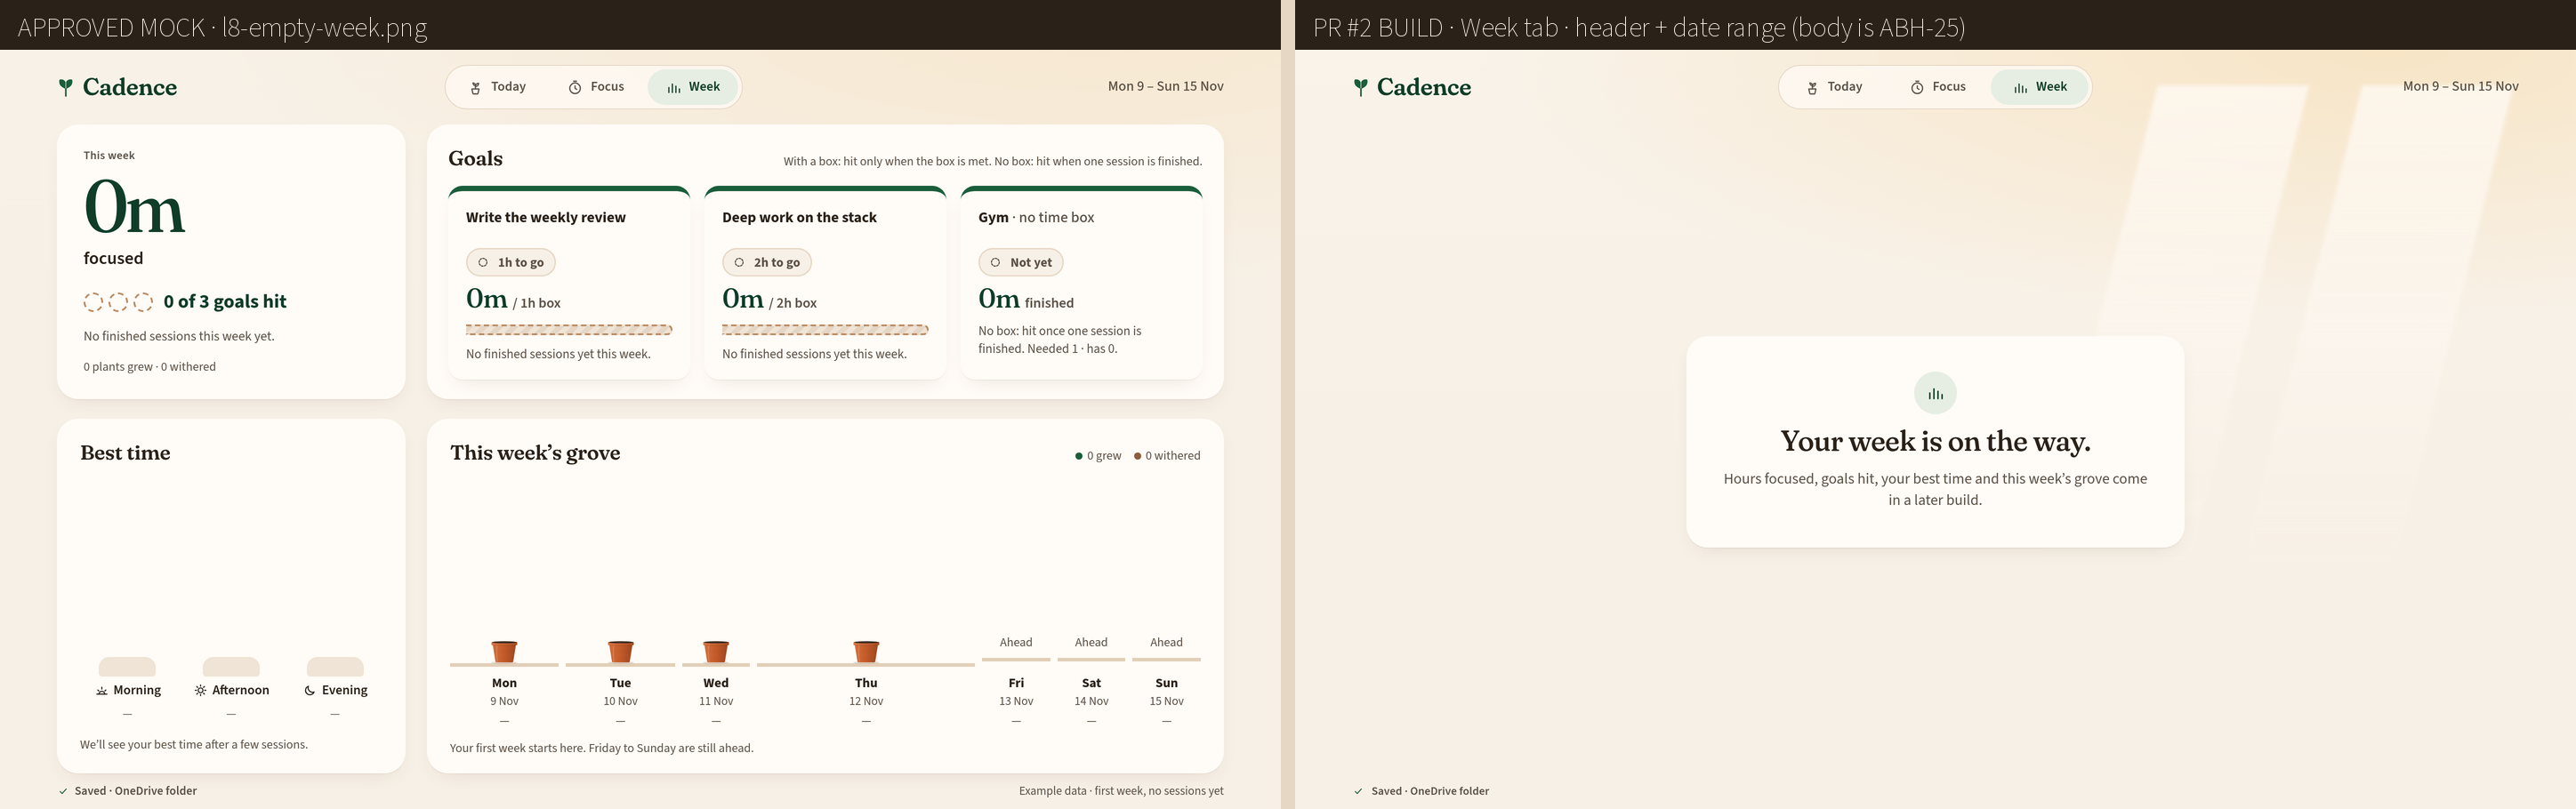 APPROVED MOCK · l8-empty-week.png
Cadence
Today
Focus
Week
Mon 9 – Sun 15 Nov
This week
0m
focused
0 of 3 goals hit
No finished sessions this week yet.
0 plants grew · 0 withered
Goals
With a box: hit only when the box is met. No box: hit when one session is finished.
Write the weekly review
1h to go
0m / 1h box
No finished sessions yet this week.
Deep work on the stack
2h to go
0m / 2h box
No finished sessions yet this week.
Gym · no time box
Not yet
0m finished
No box: hit once one session is
finished. Needed 1 · has 0.
Best time
Morning
Afternoon
Evening
—
—
—
We’ll see your best time after a few sessions.
This week’s grove
0 grew
0 withered
Ahead
Ahead
Ahead
Mon
9 Nov
—
Tue
10 Nov
—
Wed
11 Nov
—
Thu
12 Nov
—
Fri
13 Nov
—
Sat
14 Nov
—
Sun
15 Nov
—
Your first week starts here. Friday to Sunday are still ahead.
Saved · OneDrive folder
Example data · first week, no sessions yet
PR #2 BUILD · Week tab · header + date range (body is ABH-25)
Cadence
Today
Focus
Week
Mon 9 – Sun 15 Nov
Your week is on the way.
Hours focused, goals hit, your best time and this week’s grove come
in a later build.
Saved · OneDrive folder